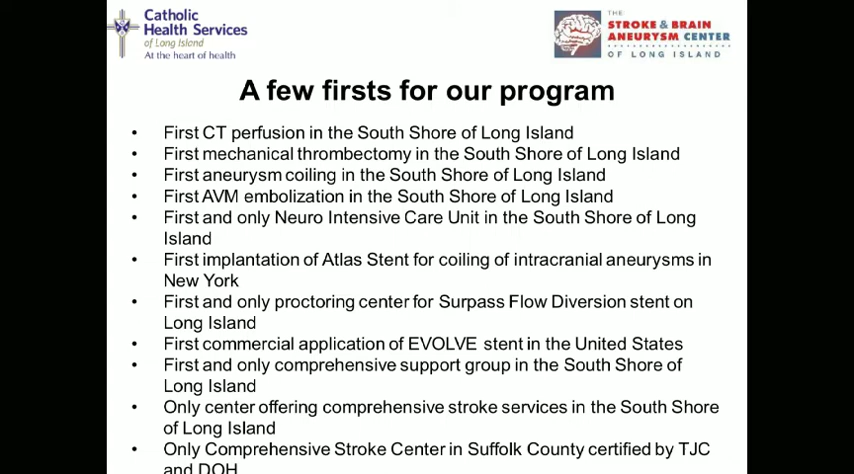 Catholic
Health Services
of Long Island
At the heart of health
THE
STROKE & BRAIN
ANEURYSM CENTER
OF LONG ISLAND
A few firsts for our program
• First CT perfusion in the South Shore of Long Island
• First mechanical thrombectomy in the South Shore of Long Island
• First aneurysm coiling in the South Shore of Long Island
• First AVM embolization in the South Shore of Long Island
• First and only Neuro Intensive Care Unit in the South Shore of Long
Island
• First implantation of Atlas Stent for coiling of intracranial aneurysms in
New York
• First and only proctoring center for Surpass Flow Diversion stent on
Long Island
• First commercial application of EVOLVE stent in the United States
• First and only comprehensive support group in the South Shore of
Long Island
• Only center offering comprehensive stroke services in the South Shore
of Long Island
• Only Comprehensive Stroke Center in Suffolk County certified by TJC
and DOH